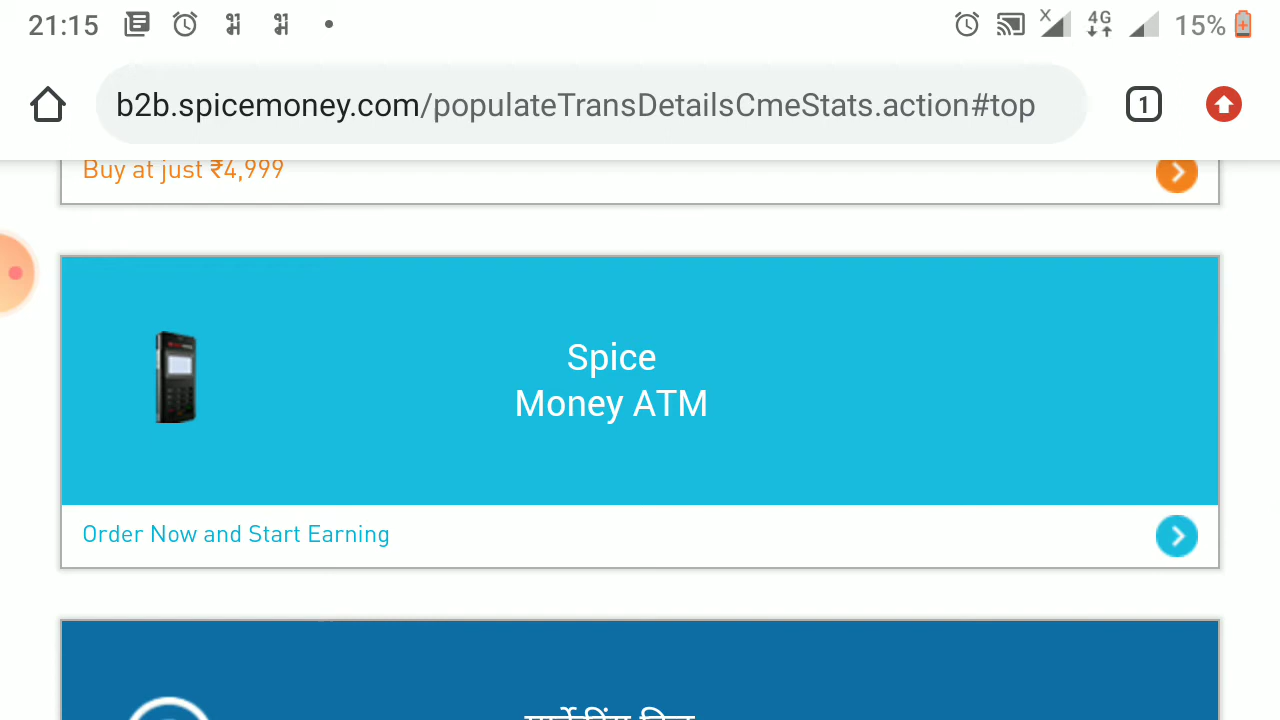 21:15
X
4G
15%
b2b.spicemoney.com/populateTransDetailsCmeStats.action#top
1
Buy at just ₹4,999
Spice
Money ATM
Order Now and Start Earning